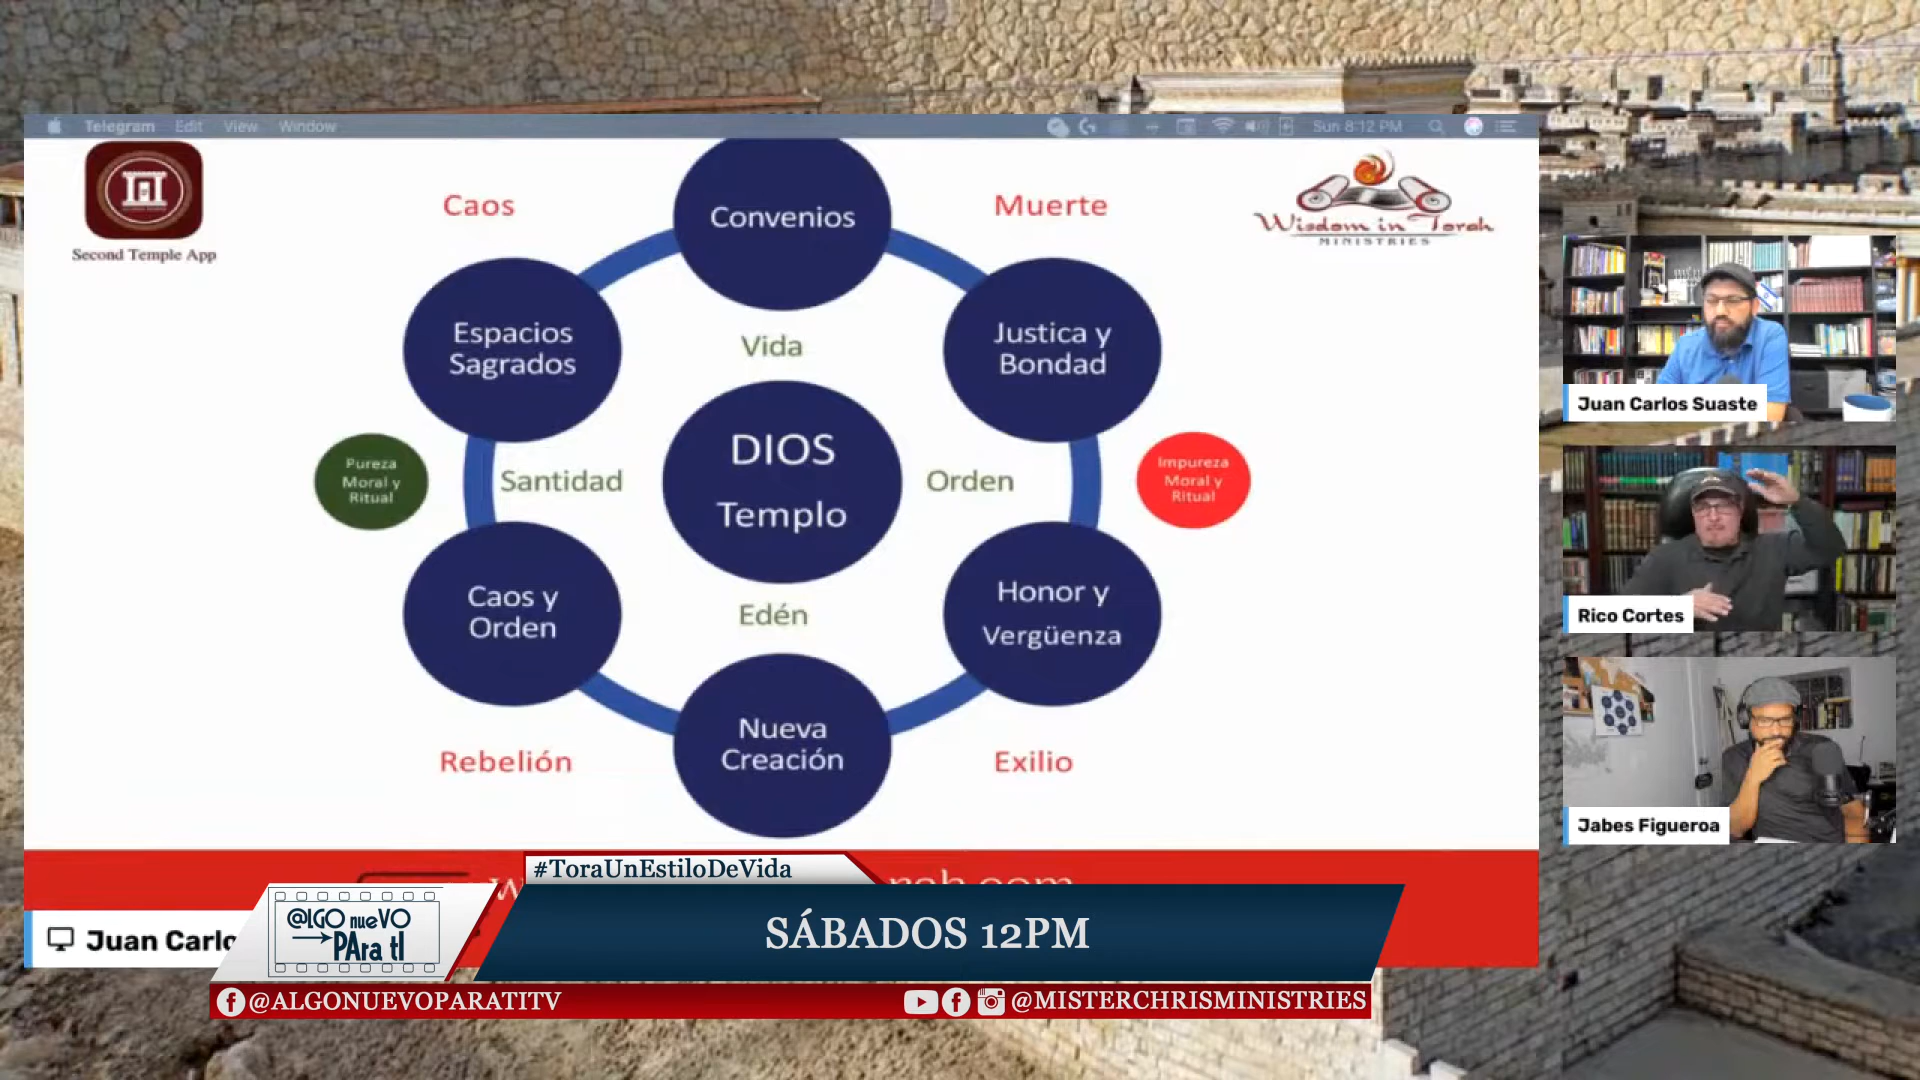 Telegram Edit View Window
Sun 8:12 PM
Second Temple App
Wisdom in Torah
MINISTRIES
Caos
Convenios
Muerte
Espacios
Sagrados
Vida
Justica y
Bondad
Pureza
Moral y
Ritual
Santidad
DIOS
Templo
Orden
Impureza
Moral y
Ritual
Caos y
Orden
Edén
Honor y
Vergüenza
Nueva
Creación
Rebelión
Exilio
Juan Carlos Suaste
Rico Cortes
Jabes Figueroa
#ToraUnEstiloDeVida
Juan Carlo
@LGO nueVO
PAra tI
SÁBADOS 12PM
@ALGONUEVOPARATITV
@MISTERCHRISMINISTRIES